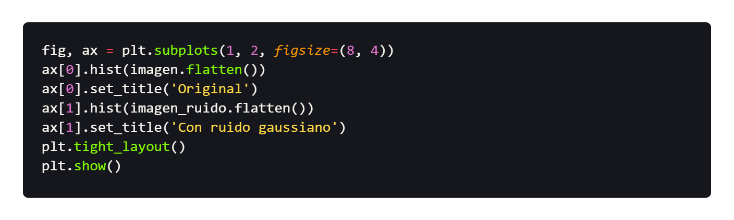 fig, ax = plt.subplots(1, 2, figsize=(8, 4))
ax[0].hist(imagen.flatten())
ax[0].set_title('Original')
ax[1].hist(imagen_ruido.flatten())
ax[1].set_title('Con ruido gaussiano')
plt.tight_layout()
plt.show()